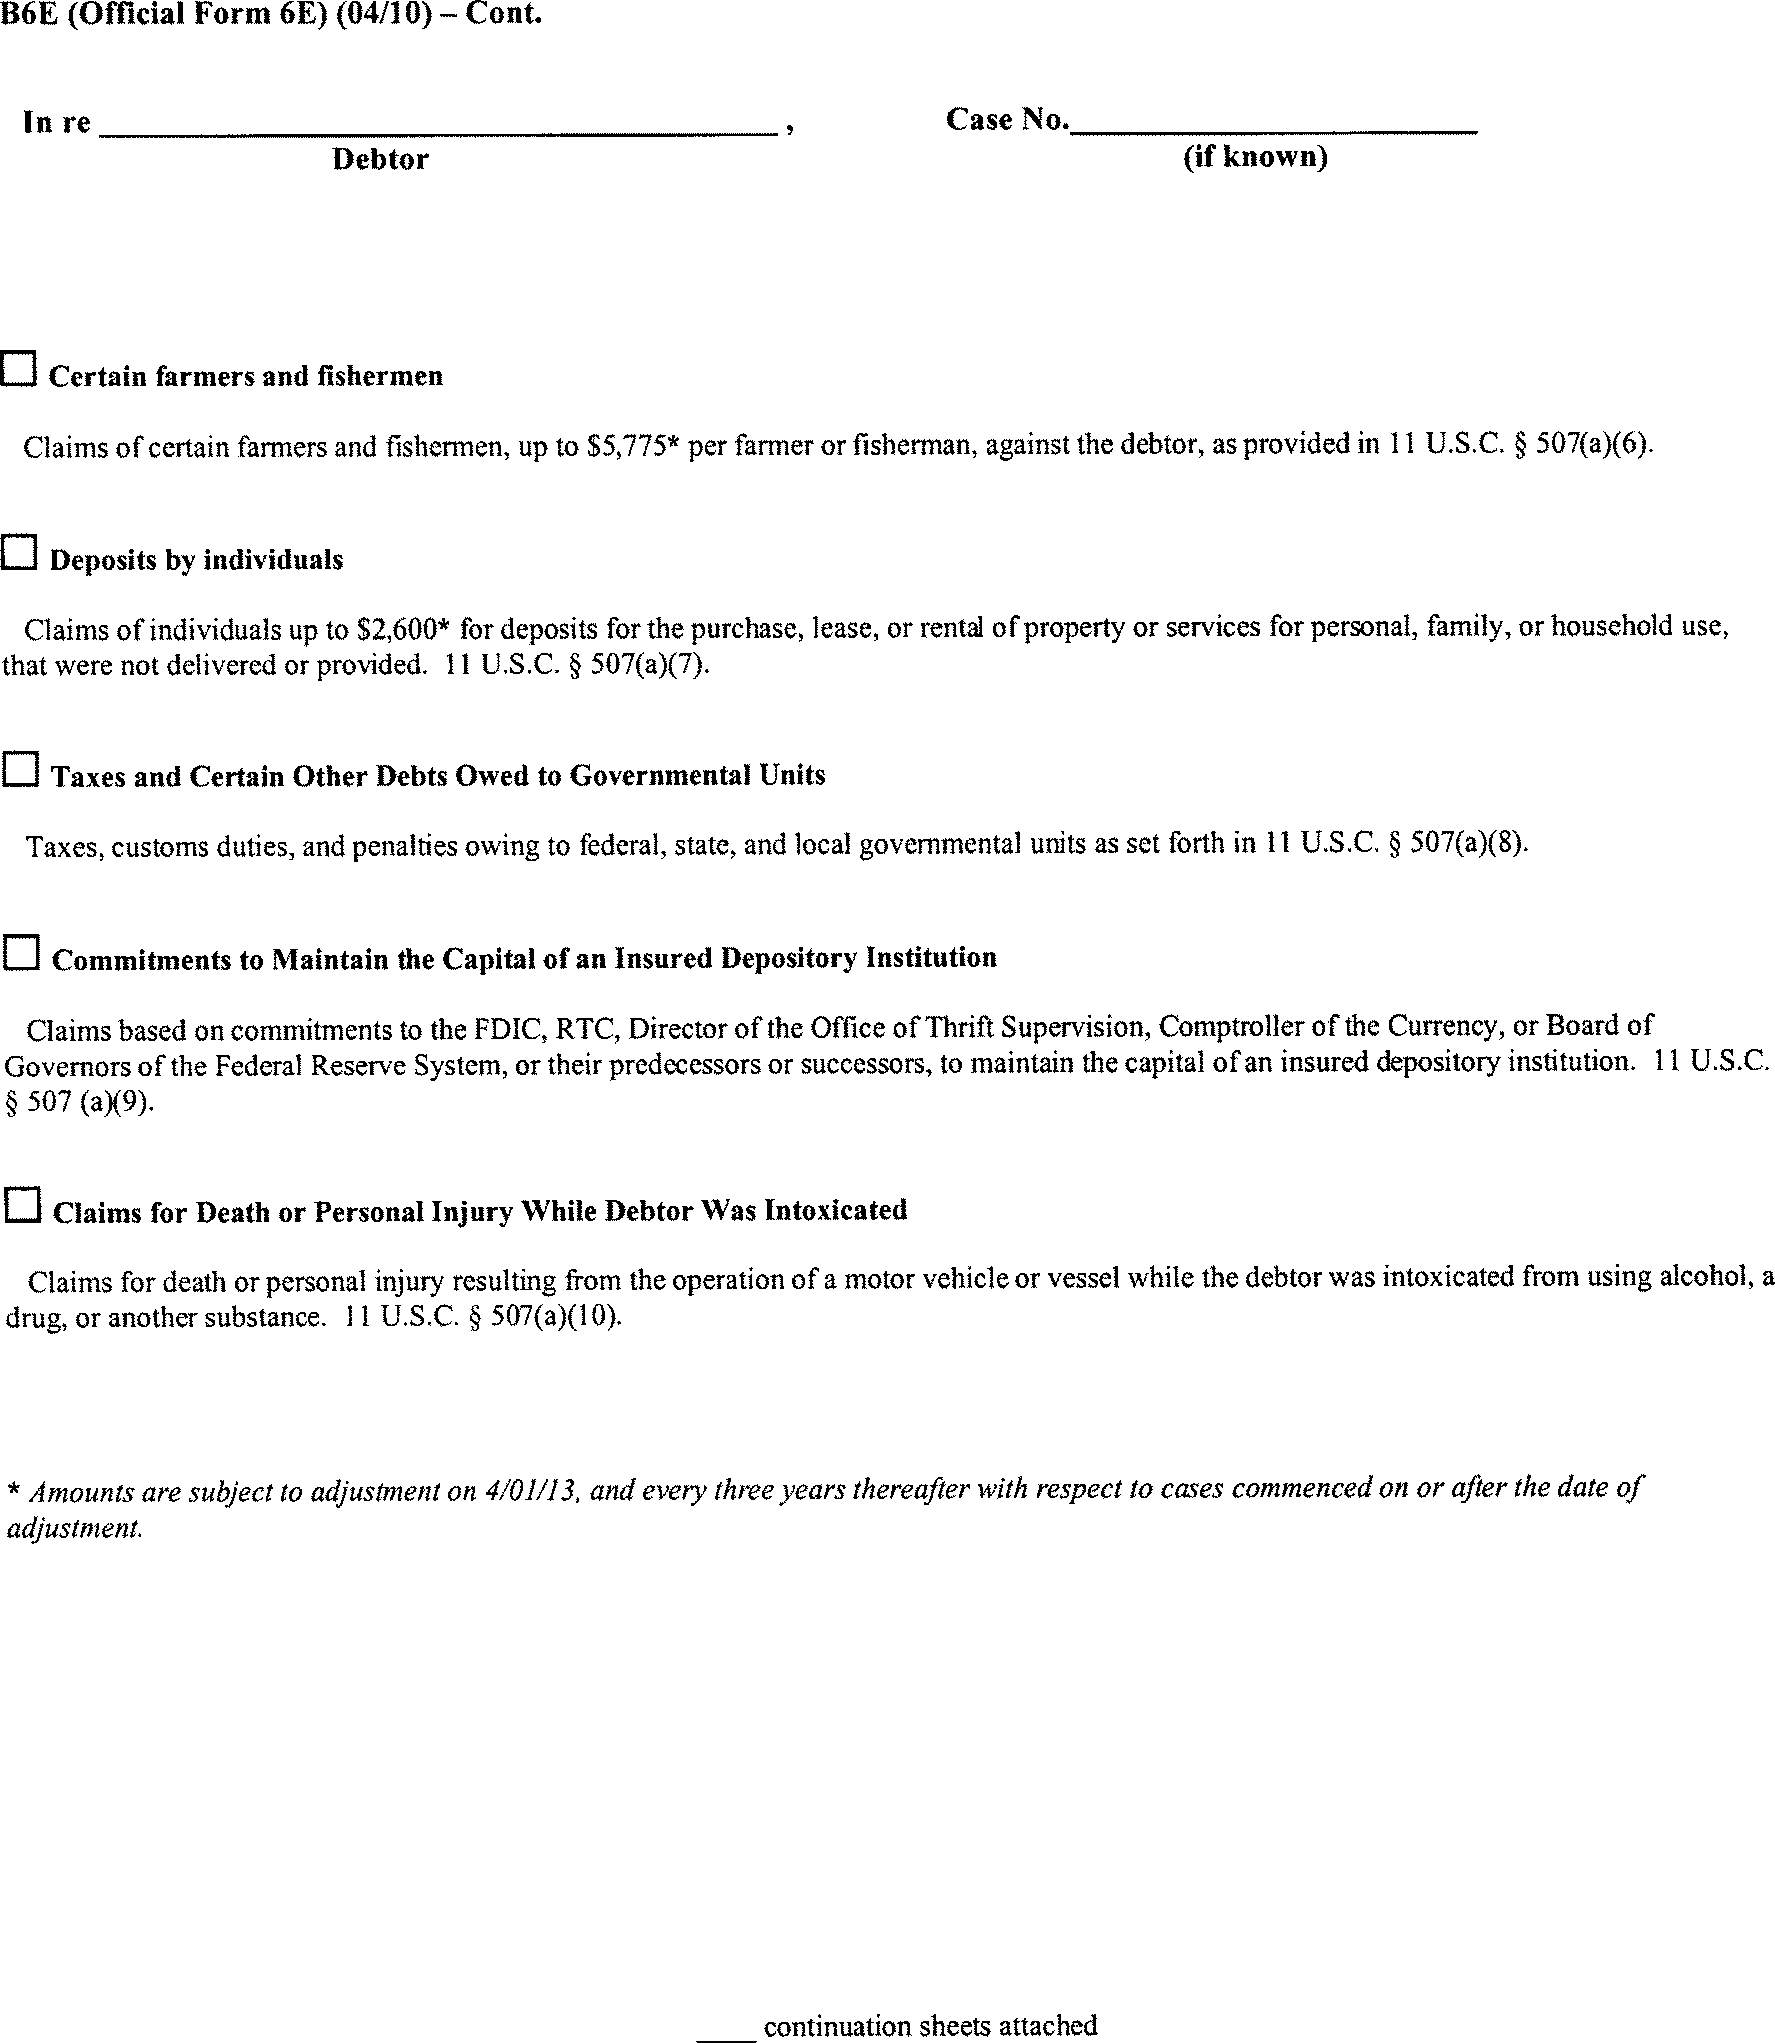 B6E (Official Form 6E) (04/10) – Cont.
In re ____________________________________________ , Case No.___________________________
Debtor (if known)
☐ Certain farmers and fishermen
Claims of certain farmers and fishermen, up to $5,775* per farmer or fisherman, against the debtor, as provided in 11 U.S.C. § 507(a)(6).
☐ Deposits by individuals
Claims of individuals up to $2,600* for deposits for the purchase, lease, or rental of property or services for personal, family, or household use,
that were not delivered or provided. 11 U.S.C. § 507(a)(7).
☐ Taxes and Certain Other Debts Owed to Governmental Units
Taxes, customs duties, and penalties owing to federal, state, and local governmental units as set forth in 11 U.S.C. § 507(a)(8).
☐ Commitments to Maintain the Capital of an Insured Depository Institution
Claims based on commitments to the FDIC, RTC, Director of the Office of Thrift Supervision, Comptroller of the Currency, or Board of
Governors of the Federal Reserve System, or their predecessors or successors, to maintain the capital of an insured depository institution. 11 U.S.C.
§ 507 (a)(9).
☐ Claims for Death or Personal Injury While Debtor Was Intoxicated
Claims for death or personal injury resulting from the operation of a motor vehicle or vessel while the debtor was intoxicated from using alcohol, a
drug, or another substance. 11 U.S.C. § 507(a)(10).
* Amounts are subject to adjustment on 4/01/13, and every three years thereafter with respect to cases commenced on or after the date of
adjustment.
____ continuation sheets attached